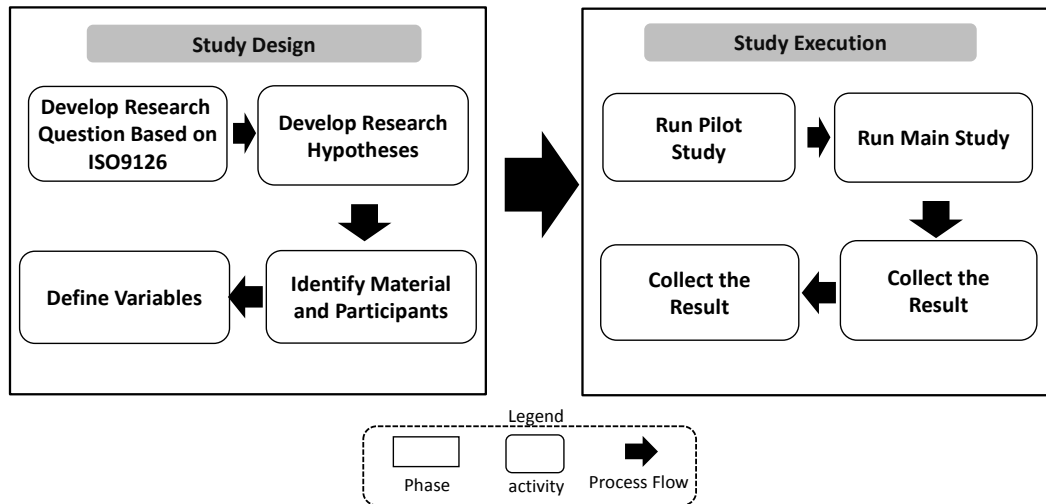 Study Design
Develop Research
Question Based on
ISO9126
Develop Research
Hypotheses
Identify Material
and Participants
Define Variables
Study Execution
Run Pilot
Study
Run Main Study
Collect the
Result
Collect the
Result
Legend
Phase
activity
Process Flow